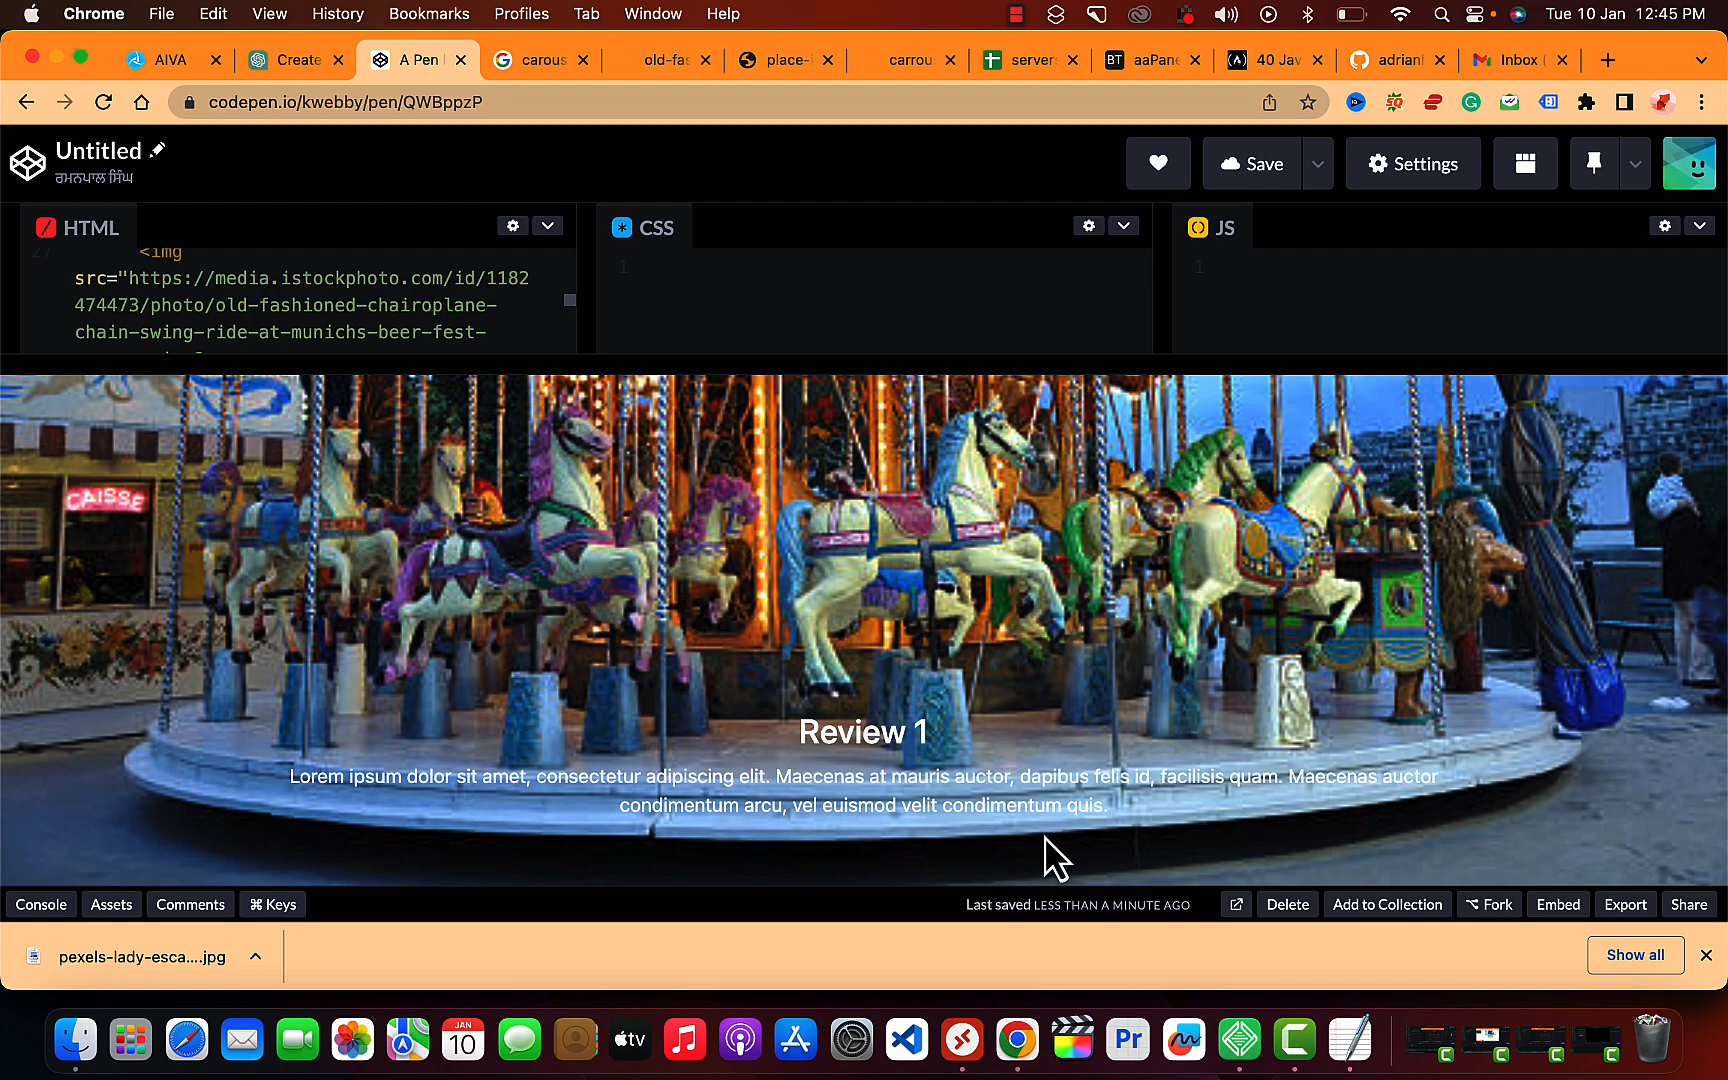 Chrome File Edit View History Bookmarks Profiles Tab Window Help Tue 10 Jan 12:45 PM
AIVA Create A Pen carous old-fas place-i carrou server aaPane 40 Jav adrianl Inbox (
codepen.io/kwebby/pen/QWBppzP
Untitled
ਰਮਨਪਾਲ ਸਿੰਘ
Save Settings
HTML CSS JS
27 <img
1 1
src="https://media.istockphoto.com/id/1182
474473/photo/old-fashioned-chairoplane-
chain-swing-ride-at-munichs-beer-fest-
CAISSE
Review 1
Lorem ipsum dolor sit amet, consectetur adipiscing elit. Maecenas at mauris auctor, dapibus felis id, facilisis quam. Maecenas auctor
condimentum arcu, vel euismod velit condimentum quis.
Console Assets Comments ⌘ Keys Last saved LESS THAN A MINUTE AGO Delete Add to Collection Fork Embed Export Share
pexels-lady-esca....jpg Show all
JAN
10
tv
Pr